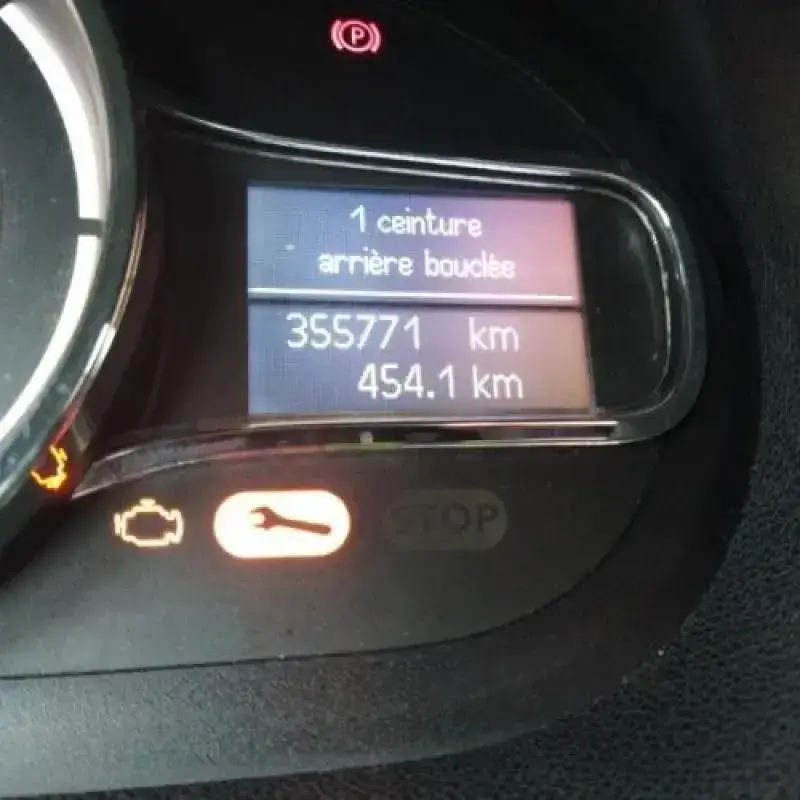 P
1 ceinture
arrière bouclée
355771 km
454.1 km
STOP